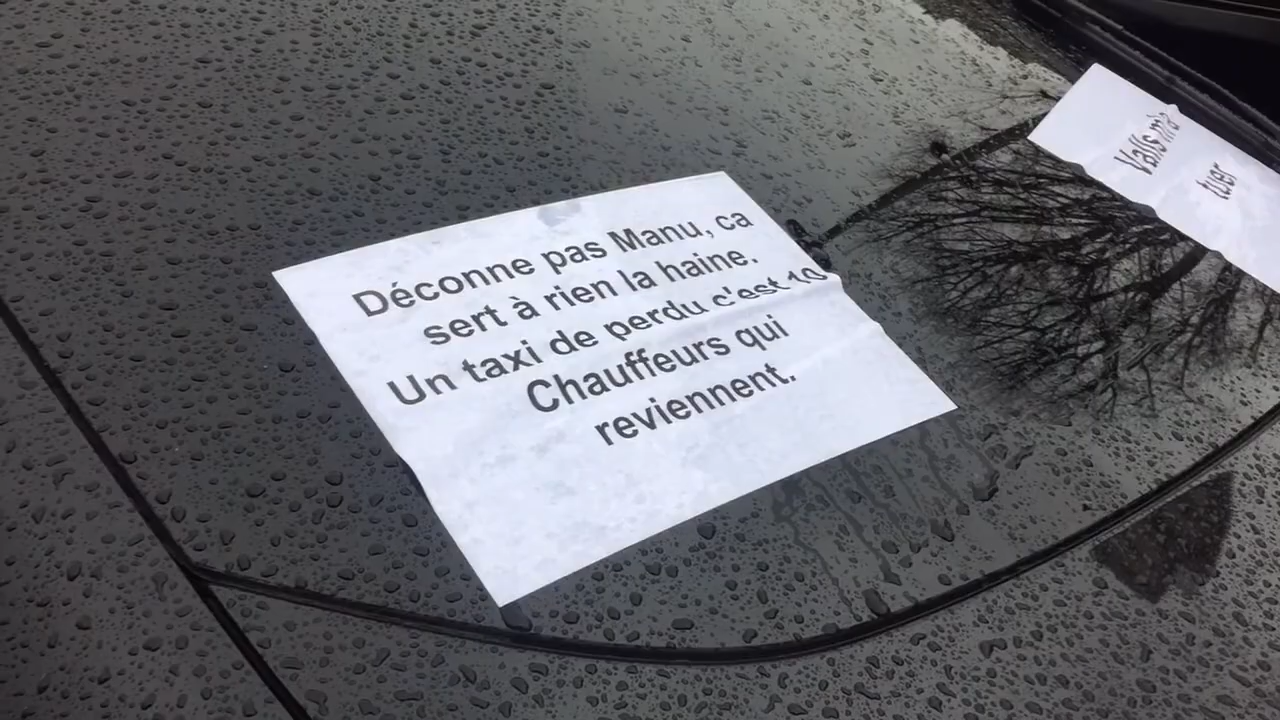 Déconne pas Manu, ca
sert à rien la haine.
Un taxi de perdu c'est 10
Chauffeurs qui
reviennent.
Valls m'a
tuer